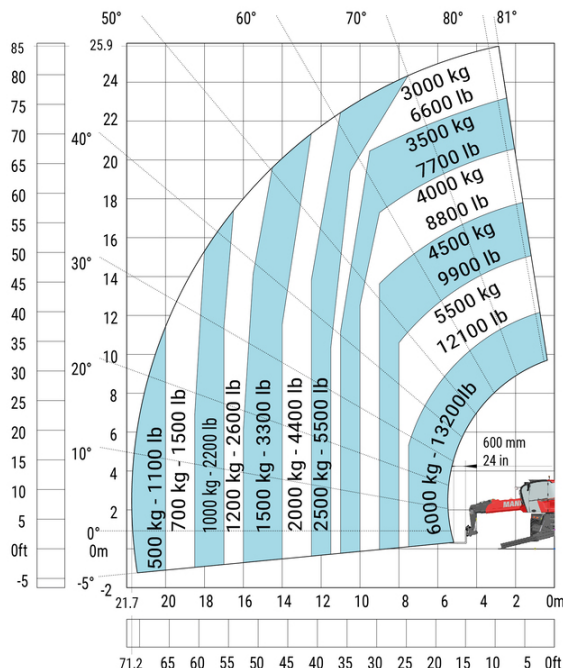 50° 60° 70° 80° 81°
85 25.9
80 24
75
70 22
65 20
60 18
55
50 16
45 14
40 12
35 10
30
25 8
20 6
15 4
10
5 2
0ft 0m
-5 -2
40°
30°
20°
10°
0°
-5°
3000 kg
6600 lb
3500 kg
7700 lb
4000 kg
8800 lb
4500 kg
9900 lb
5500 kg
12100 lb
6000 kg - 13200lb
500 kg - 1100 lb
700 kg - 1500 lb
1000 kg - 2200 lb
1200 kg - 2600 lb
1500 kg - 3300 lb
2000 kg - 4400 lb
2500 kg - 5500 lb
600 mm
24 in
21.7 20 18 16 14 12 10 8 6 4 2 0m
71.2 65 60 55 50 45 40 35 30 25 20 15 10 5 0ft